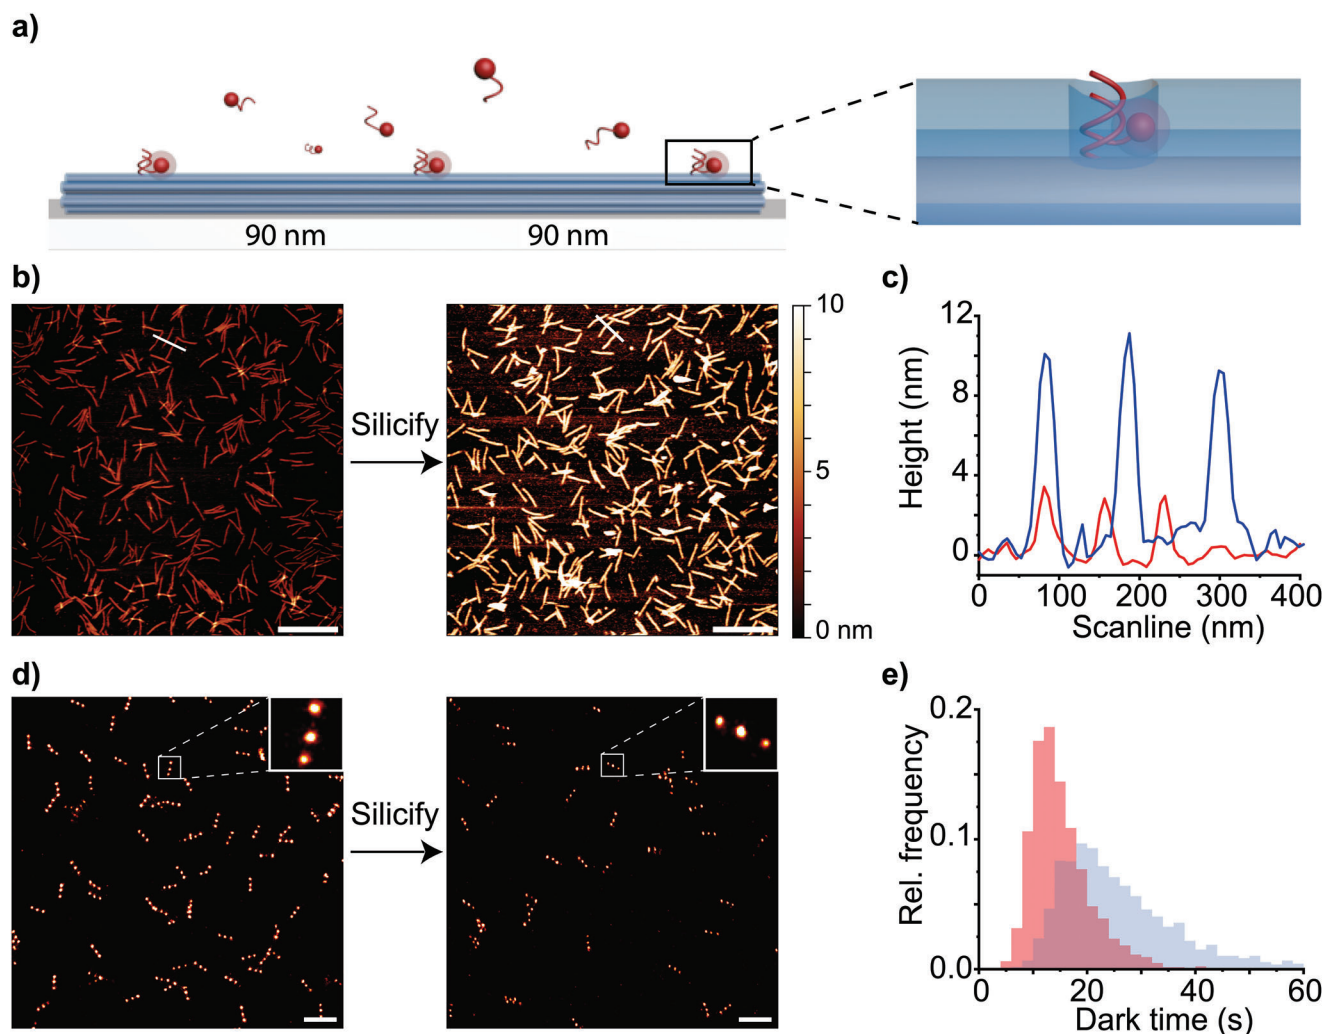 a)
90 nm
90 nm
b)
Silicify
10
5
0 nm
c)
Height (nm)
12
8
4
0
0 100 200 300 400
Scanline (nm)
d)
Silicify
e)
Rel. frequency
0.2
0.1
0.0
0 20 40 60
Dark time (s)